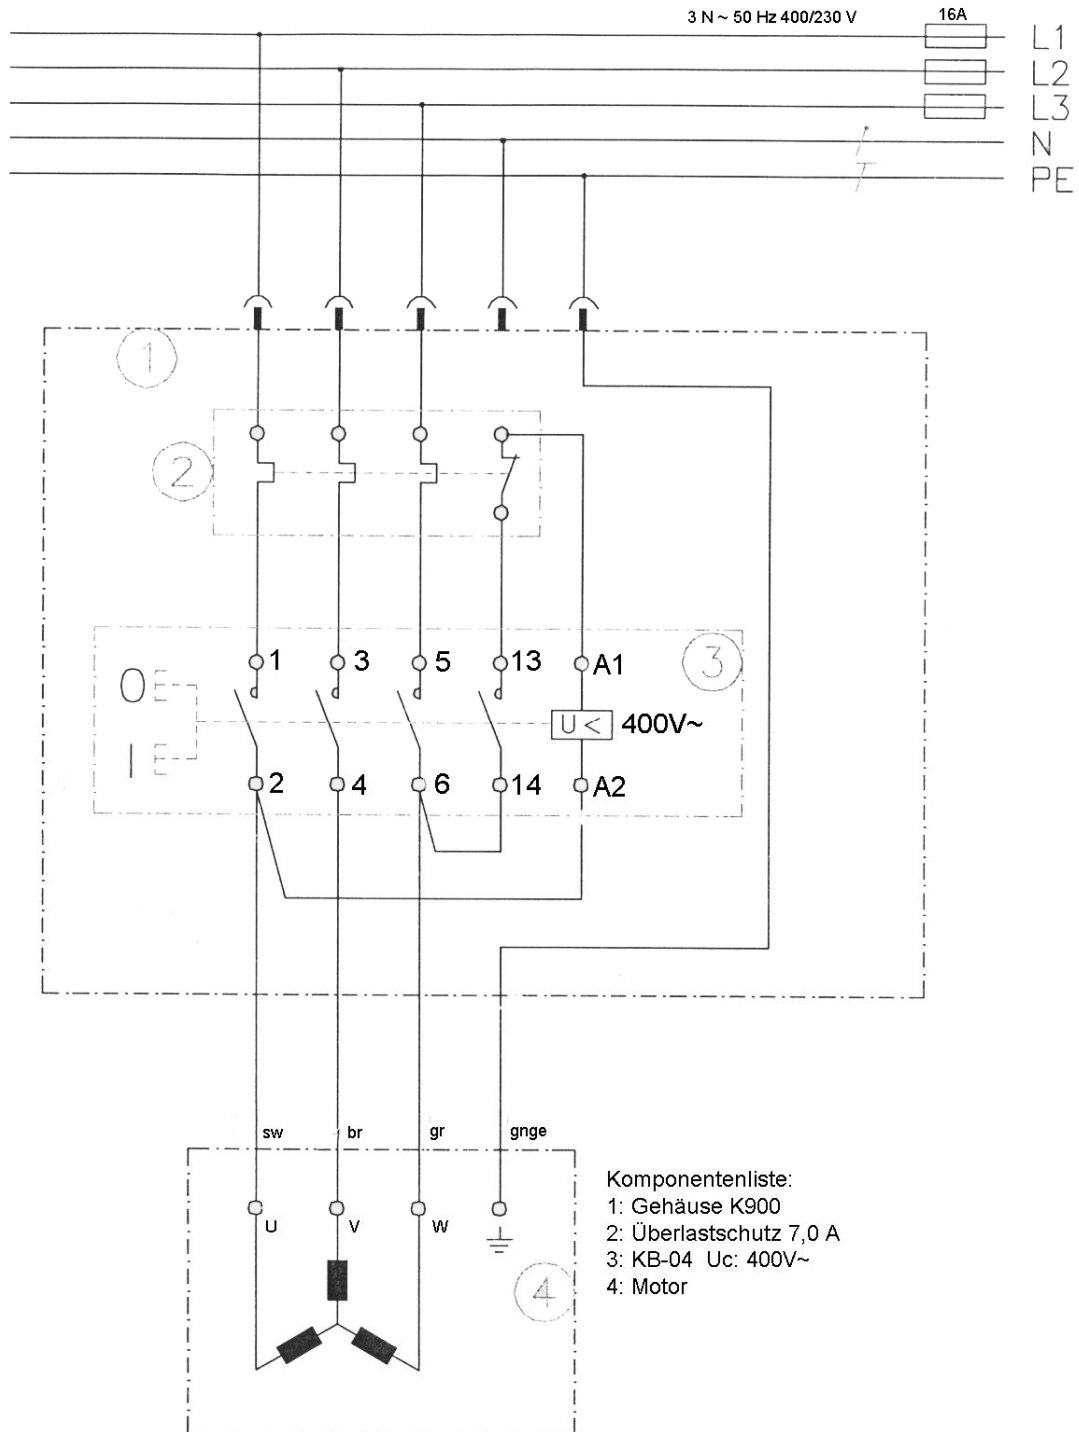 3 N ~ 50 Hz 400/230 V
16A
L1
L2
L3
N
PE
1
2
3
1 3 5 13 A1
0
U< 400V~
I
2 4 6 14 A2
sw br gr gnge
U V W
4
Komponentenliste:
1: Gehäuse K900
2: Überlastschutz 7,0 A
3: KB-04 Uc: 400V~
4: Motor